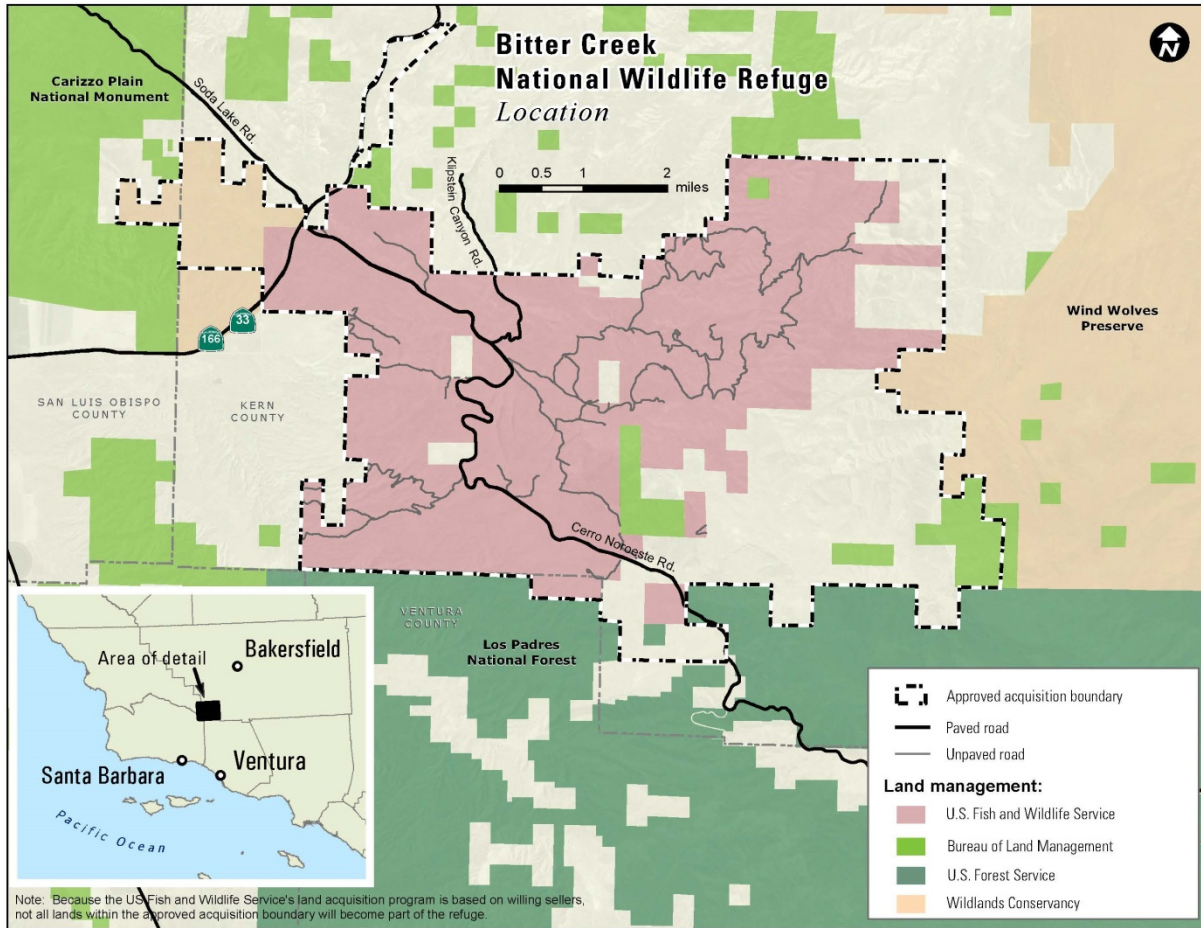 Bitter Creek
National Wildlife Refuge
Location
N
Carizzo Plain
National Monument
Soda Lake Rd.
Klipstein Canyon Rd.
0 0.5 1 2
miles
Wind Wolves
Preserve
33
166
SAN LUIS OBISPO
COUNTY
KERN
COUNTY
Cerro Noroeste Rd.
VENTURA
COUNTY
Los Padres
National Forest
Area of detail
Bakersfield
Santa Barbara
Ventura
Pacific Ocean
Approved acquisition boundary
Paved road
Unpaved road
Land management:
U.S. Fish and Wildlife Service
Bureau of Land Management
U.S. Forest Service
Wildlands Conservancy
Note: Because the US Fish and Wildlife Service's land acquisition program is based on willing sellers,
not all lands within the approved acquisition boundary will become part of the refuge.